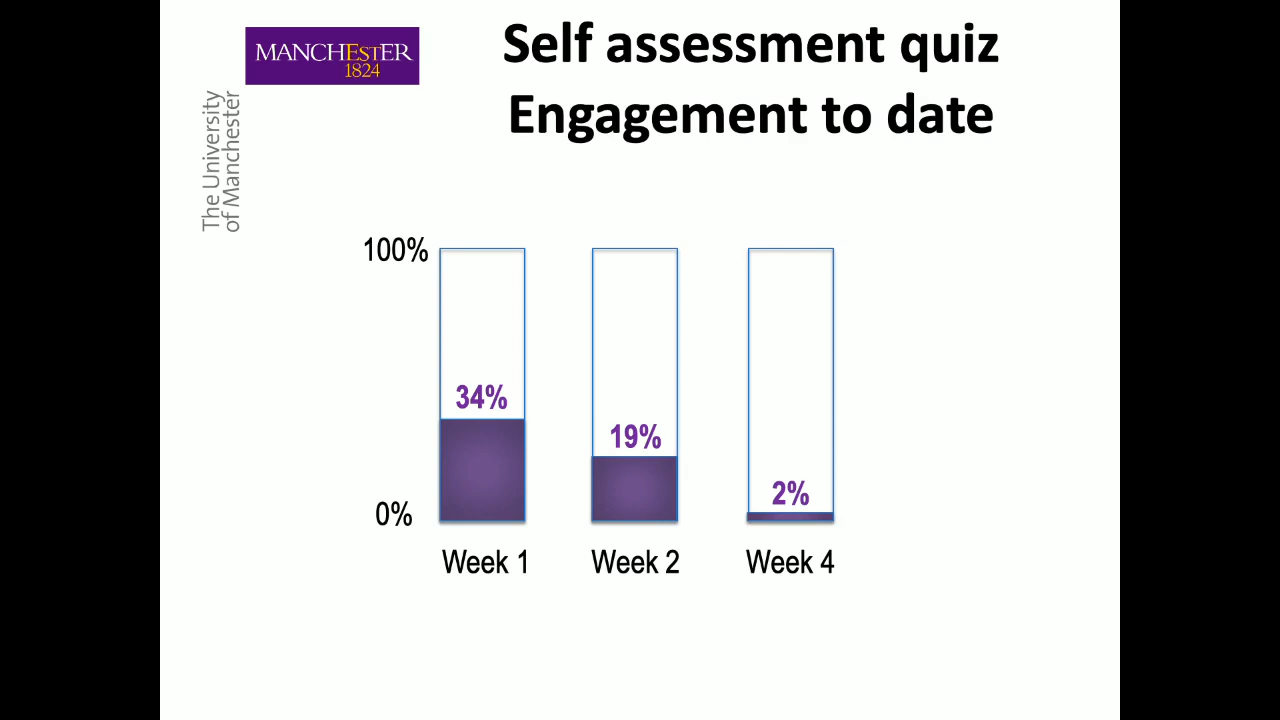 MANCHESTER
1824
The University
of Manchester
Self assessment quiz
Engagement to date
100%
34%
19%
2%
0%
Week 1
Week 2
Week 4